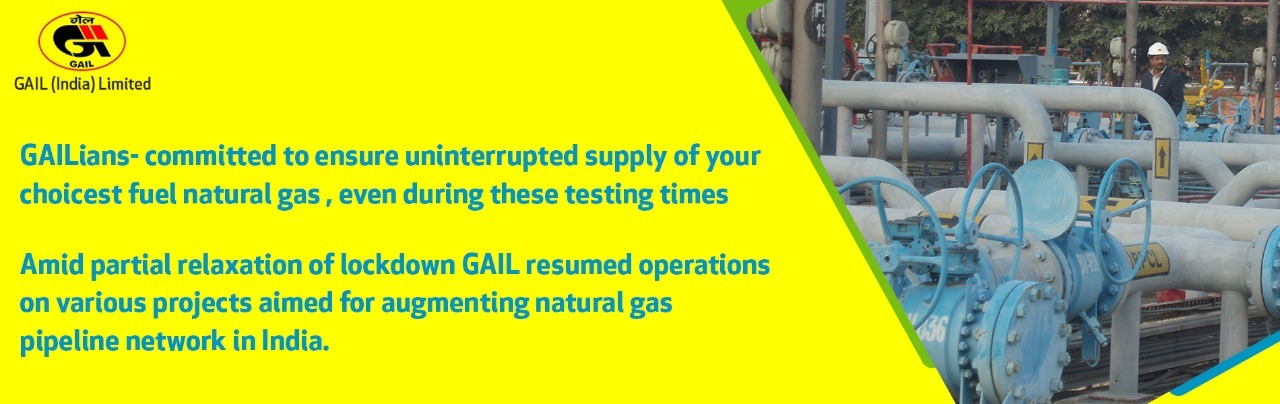 गेल
GAIL
GAIL (India) Limited
GAILians- committed to ensure uninterrupted supply of your
choicest fuel natural gas , even during these testing times
Amid partial relaxation of lockdown GAIL resumed operations
on various projects aimed for augmenting natural gas
pipeline network in India.